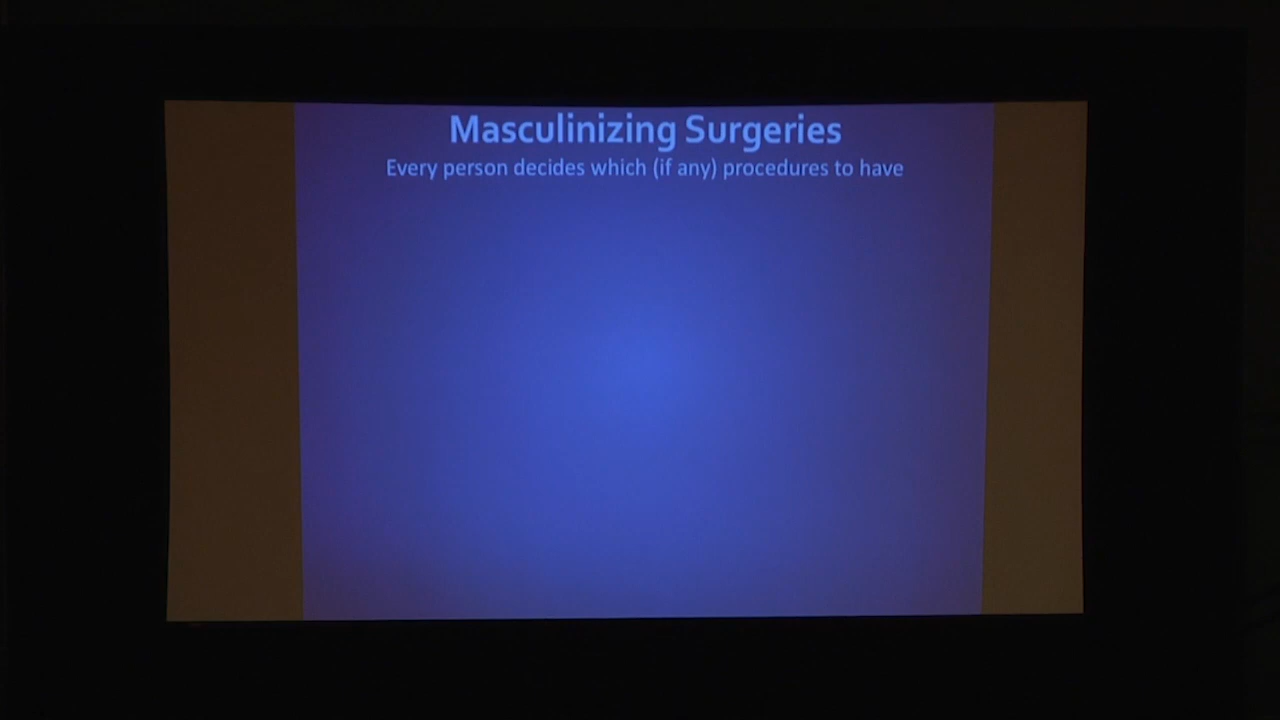 Masculinizing Surgeries
Every person decides which (if any) procedures to have